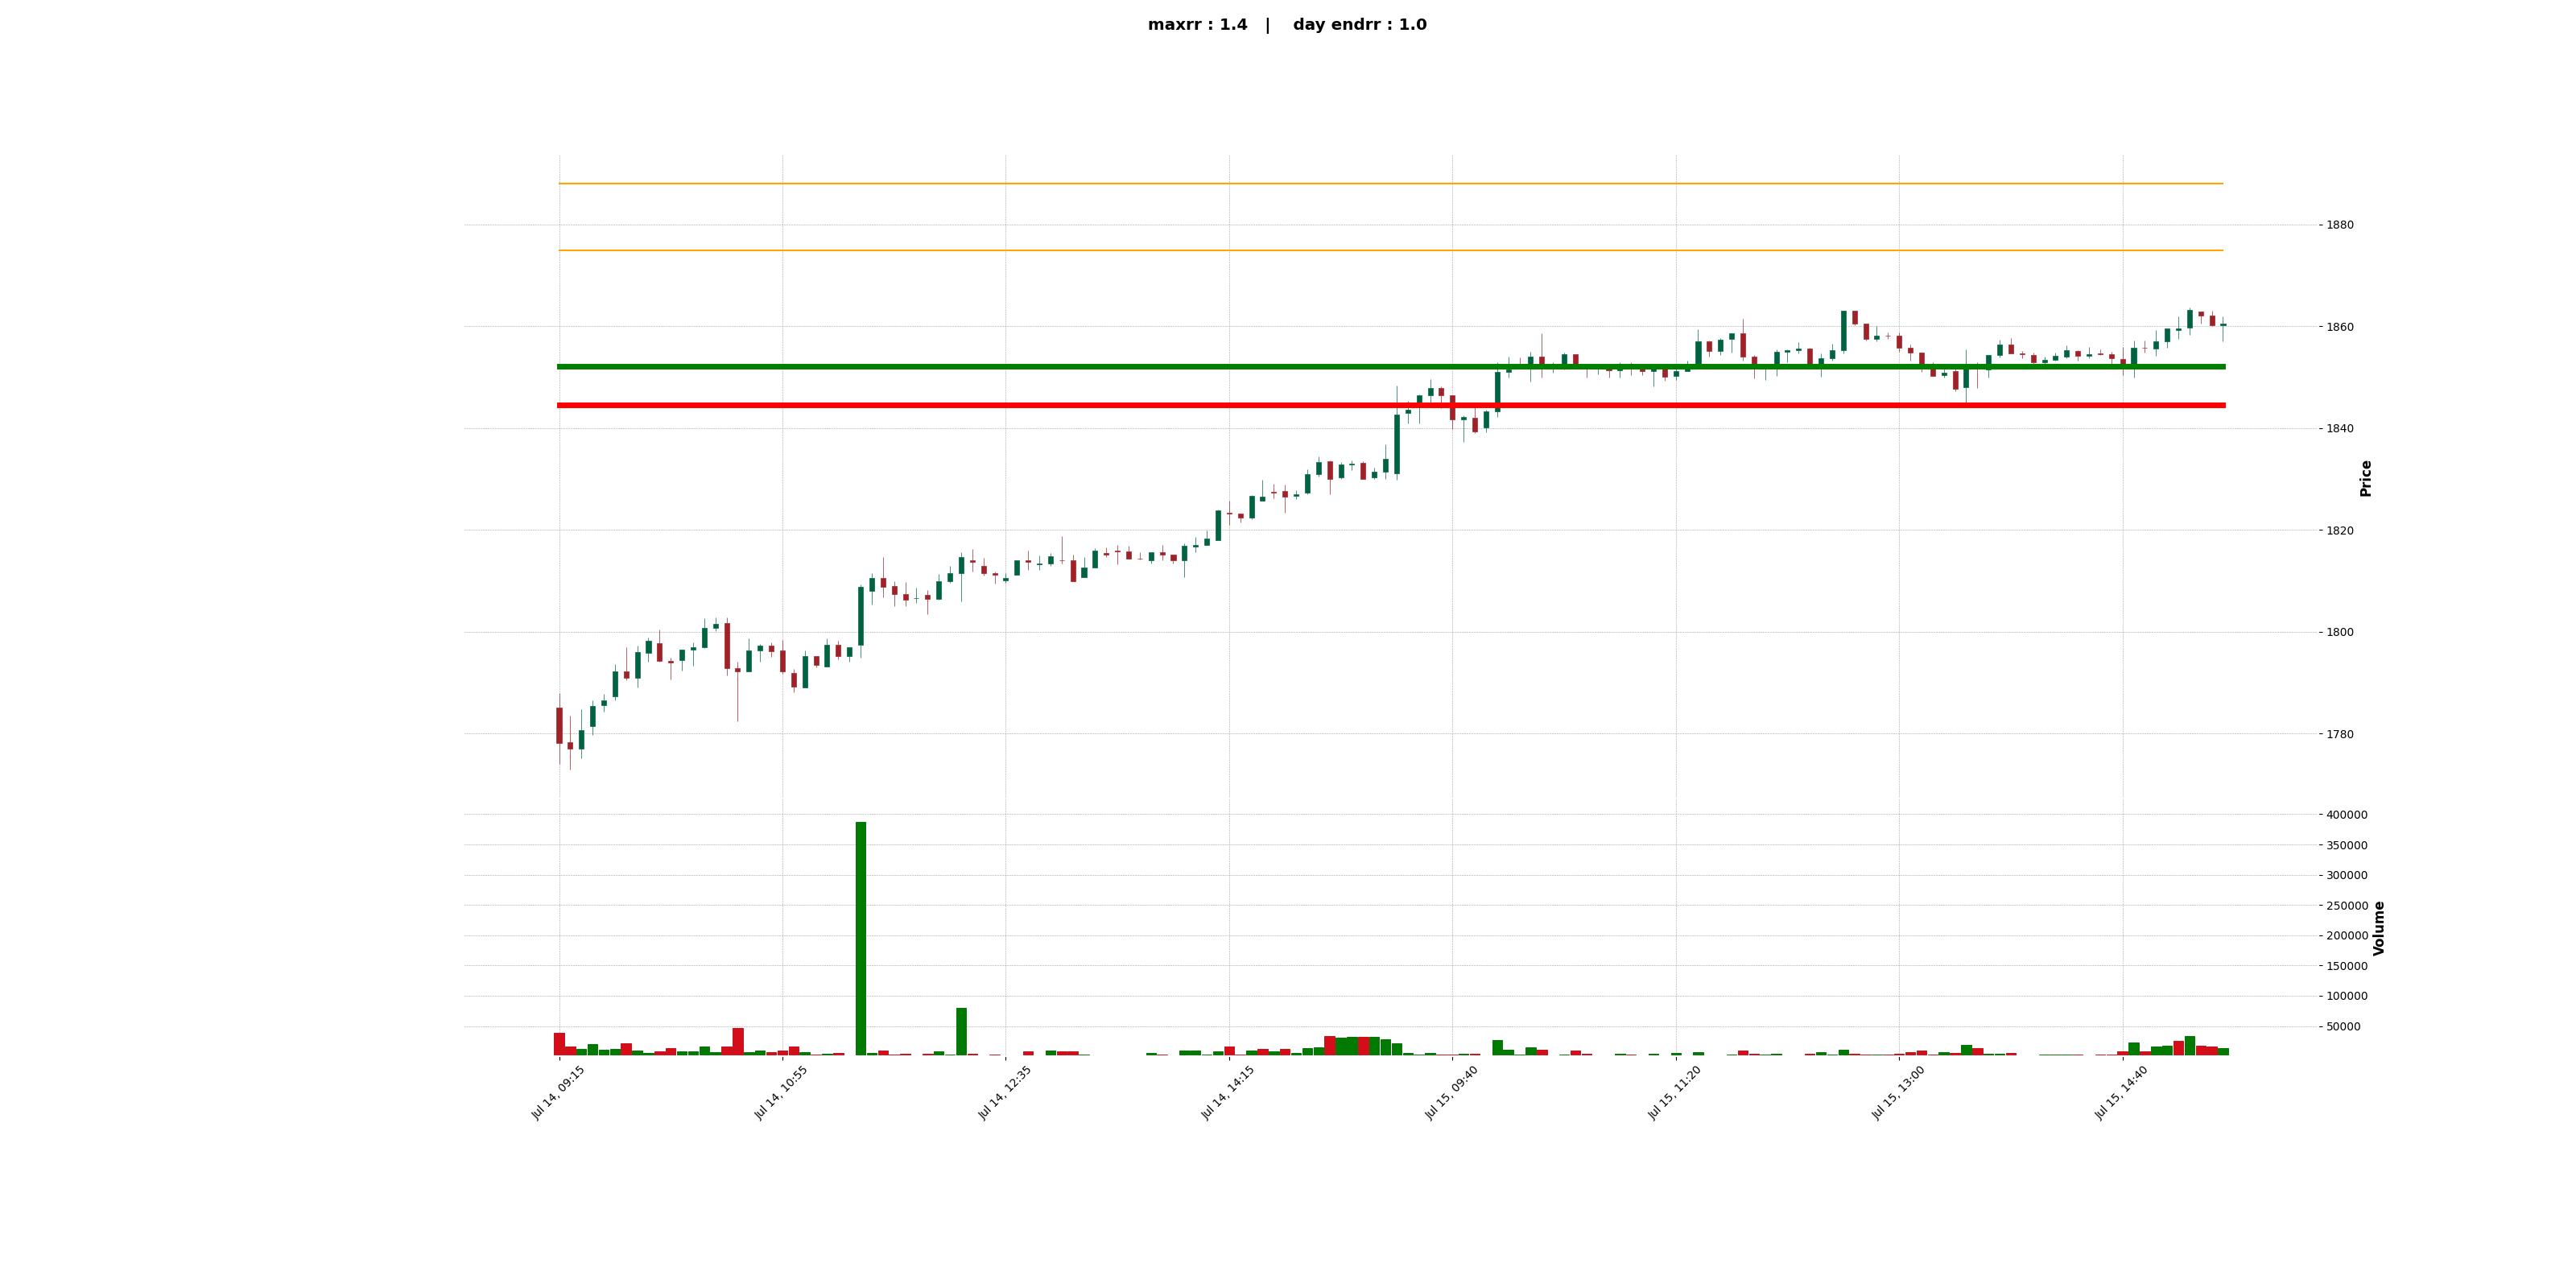 maxrr : 1.4   |    day endrr : 1.0
1880
1860
1840
1820
1800
1780
Price
400000
350000
300000
250000
200000
150000
100000
50000
Volume
Jul 14, 09:15
Jul 14, 10:55
Jul 14, 12:35
Jul 14, 14:15
Jul 15, 09:40
Jul 15, 11:20
Jul 15, 13:00
Jul 15, 14:40